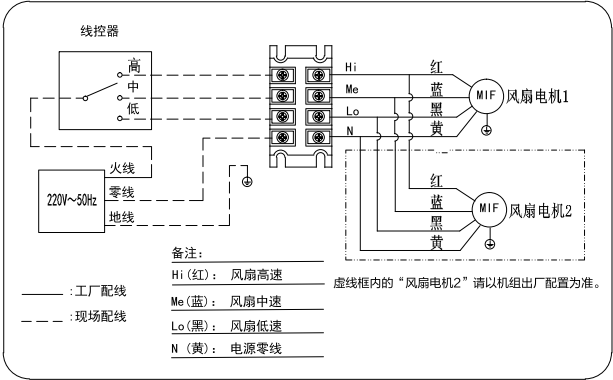 线控器
高
中
低
Hi
红
Me
蓝
Lo
黑
N
黄
MIF
风扇电机1
火线
零线
地线
220V～50Hz
红
蓝
黑
黄
MIF
风扇电机2
备注：
Hi(红)： 风扇高速
Me(蓝)： 风扇中速
Lo(黑)： 风扇低速
N (黄)： 电源零线
：工厂配线
：现场配线
虚线框内的“风扇电机2”请以机组出厂配置为准。